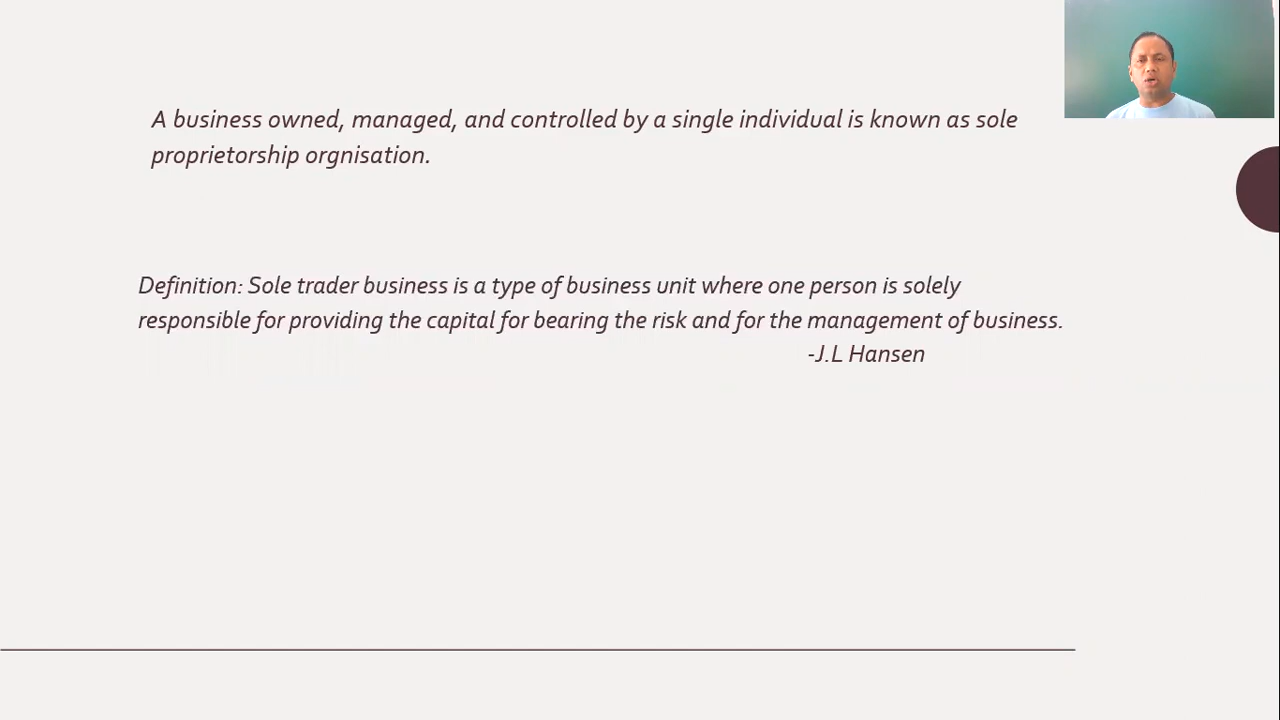 A business owned, managed, and controlled by a single individual is known as sole
proprietorship orgnisation.
Definition: Sole trader business is a type of business unit where one person is solely
responsible for providing the capital for bearing the risk and for the management of business.
-J.L Hansen